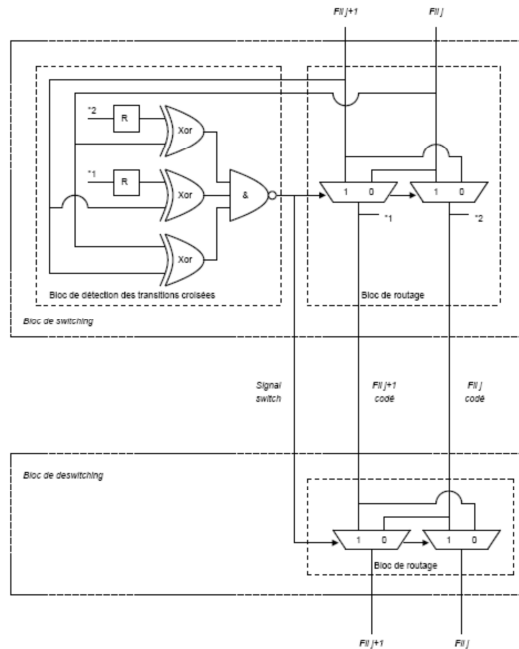 Fil j+1 Fil j
*2 R Xor
*1 R Xor & 1 0 1 0
*1 *2
Xor
Bloc de détection des transitions croisées Bloc de routage
Bloc de switching
Signal switch
Fil j+1 codé
Fil j codé
Bloc de deswitching
1 0 1 0
Bloc de routage
Fil j+1 Fil j